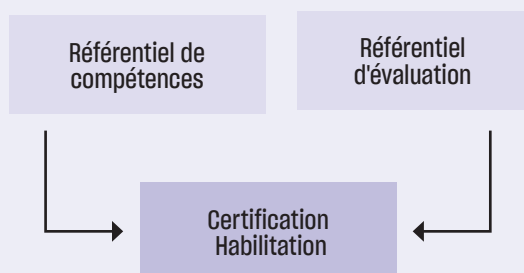 Référentiel de
compétences
Référentiel
d'évaluation
Certification
Habilitation